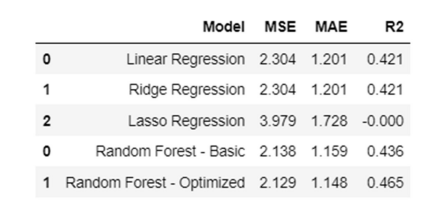 Model MSE MAE R2
0 Linear Regression 2.304 1.201 0.421
1 Ridge Regression 2.304 1.201 0.421
2 Lasso Regression 3.979 1.728 -0.000
0 Random Forest - Basic 2.138 1.159 0.436
1 Random Forest - Optimized 2.129 1.148 0.465